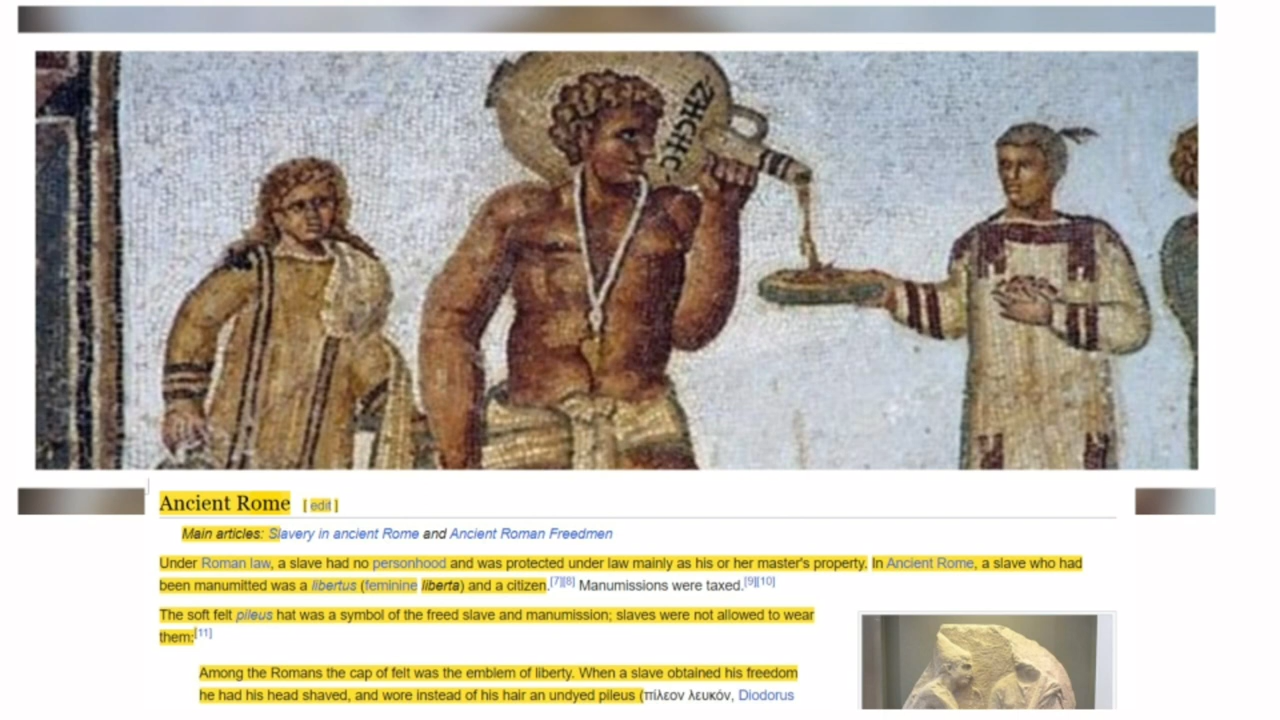 ZHCHC
Ancient Rome [ edit ]
Main articles: Slavery in ancient Rome and Ancient Roman Freedmen
Under Roman law, a slave had no personhood and was protected under law mainly as his or her master's property. In Ancient Rome, a slave who had
been manumitted was a libertus (feminine liberta) and a citizen.[7][8] Manumissions were taxed.[9][10]
The soft felt pileus hat was a symbol of the freed slave and manumission; slaves were not allowed to wear
them:[11]
Among the Romans the cap of felt was the emblem of liberty. When a slave obtained his freedom
he had his head shaved, and wore instead of his hair an undyed pileus (πίλεον λευκόν, Diodorus